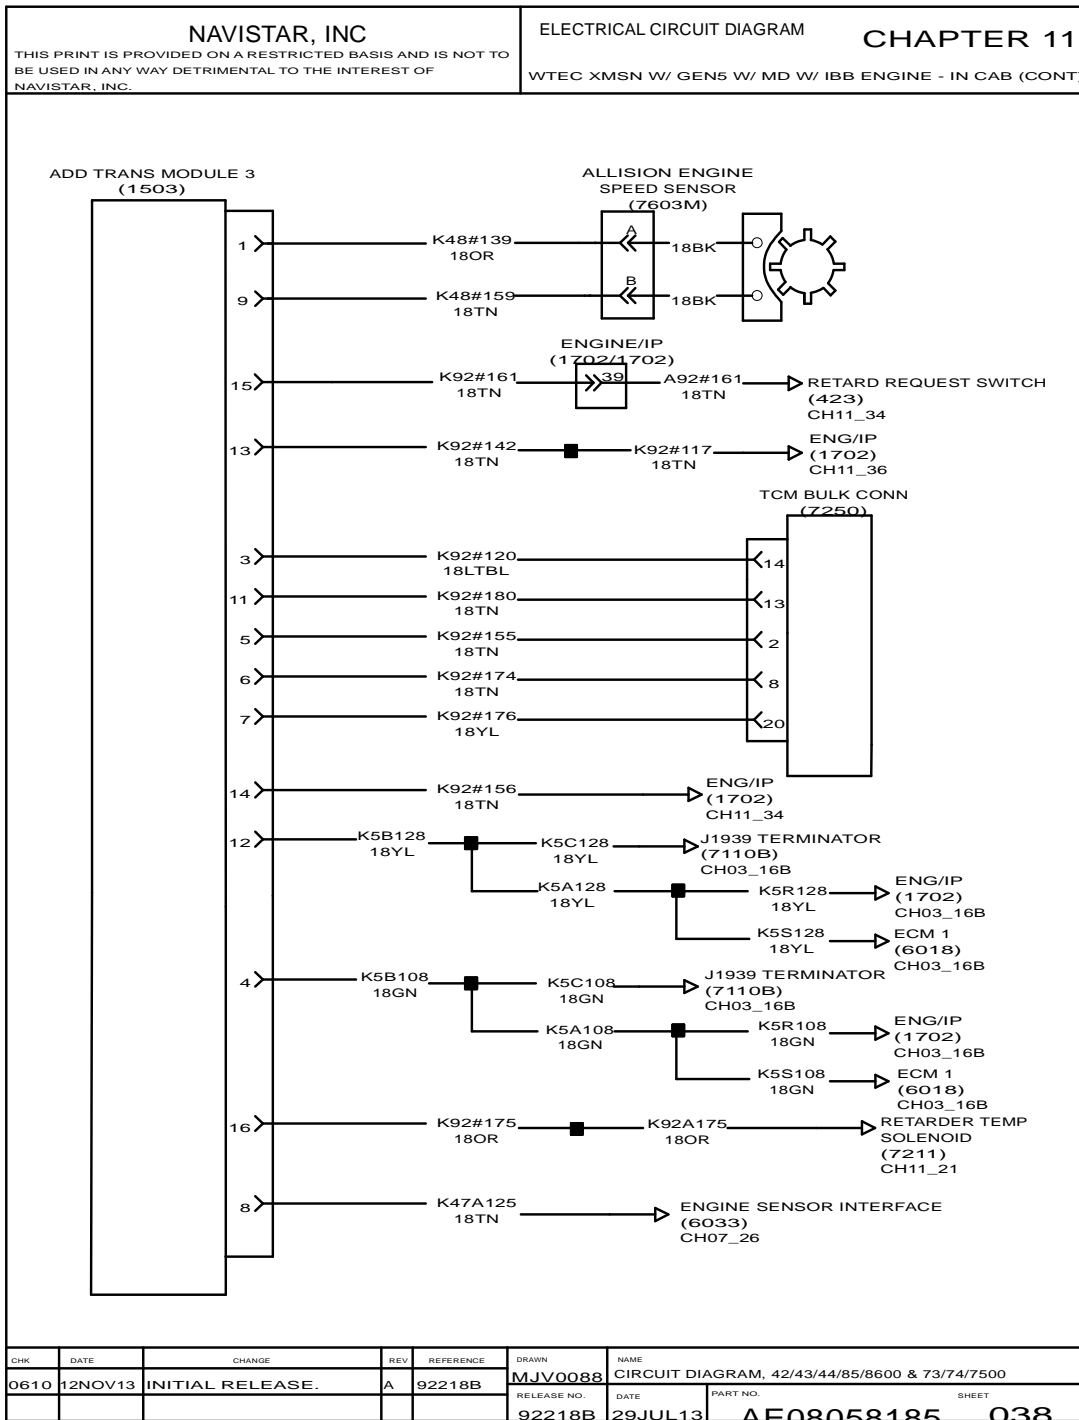 NAVISTAR, INC
THIS PRINT IS PROVIDED ON A RESTRICTED BASIS AND IS NOT TO
BE USED IN ANY WAY DETRIMENTAL TO THE INTEREST OF
NAVISTAR, INC.
ELECTRICAL CIRCUIT DIAGRAM
CHAPTER 11
WTEC XMSN W/ GEN5 W/ MD W/ IBB ENGINE - IN CAB (CONT
ADD TRANS MODULE 3
(1503)
ALLISION ENGINE
SPEED SENSOR
(7603M)
1
K48#139
18OR
A
18BK
9
K48#159
18TN
B
18BK
ENGINE/IP
(1702/1702)
15
K92#161
18TN
39
A92#161
18TN
RETARD REQUEST SWITCH
(423)
CH11_34
13
K92#142
18TN
K92#117
18TN
ENG/IP
(1702)
CH11_36
TCM BULK CONN
(7250)
3
K92#120
18LTBL
14
11
K92#180
18TN
13
5
K92#155
18TN
2
6
K92#174
18TN
8
7
K92#176
18YL
20
14
K92#156
18TN
ENG/IP
(1702)
CH11_34
12
K5B128
18YL
K5C128
18YL
J1939 TERMINATOR
(7110B)
CH03_16B
K5A128
18YL
K5R128
18YL
ENG/IP
(1702)
CH03_16B
K5S128
18YL
ECM 1
(6018)
CH03_16B
4
K5B108
18GN
K5C108
18GN
J1939 TERMINATOR
(7110B)
CH03_16B
K5A108
18GN
K5R108
18GN
ENG/IP
(1702)
CH03_16B
K5S108
18GN
ECM 1
(6018)
CH03_16B
16
K92#175
18OR
K92A175
18OR
RETARDER TEMP
SOLENOID
(7211)
CH11_21
8
K47A125
18TN
ENGINE SENSOR INTERFACE
(6033)
CH07_26
CHK DATE CHANGE REV REFERENCE
0610 12NOV13 INITIAL RELEASE. A 92218B
DRAWN
MJV0088
NAME
CIRCUIT DIAGRAM, 42/43/44/85/8600 & 73/74/7500
RELEASE NO. DATE PART NO. SHEET
92218B 29JUL13 AE08058185 038